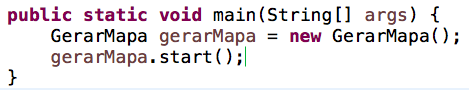 public static void main(String[] args) {
    GerarMapa gerarMapa = new GerarMapa();
    gerarMapa.start();
}